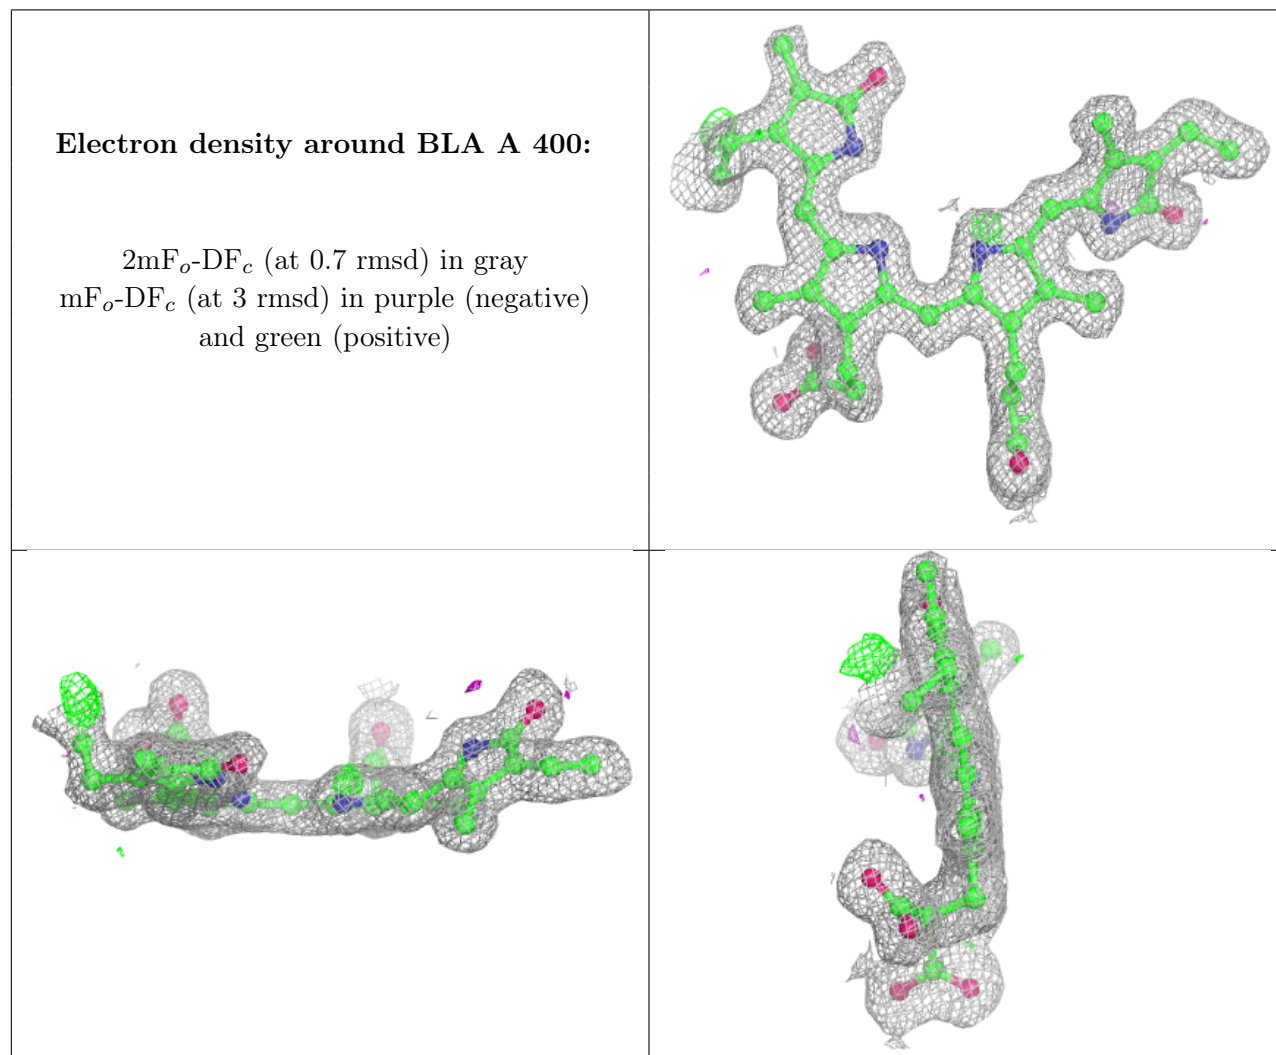 Electron density around BLA A 400:
2mFo-DFc (at 0.7 rmsd) in gray
mFo-DFc (at 3 rmsd) in purple (negative)
and green (positive)